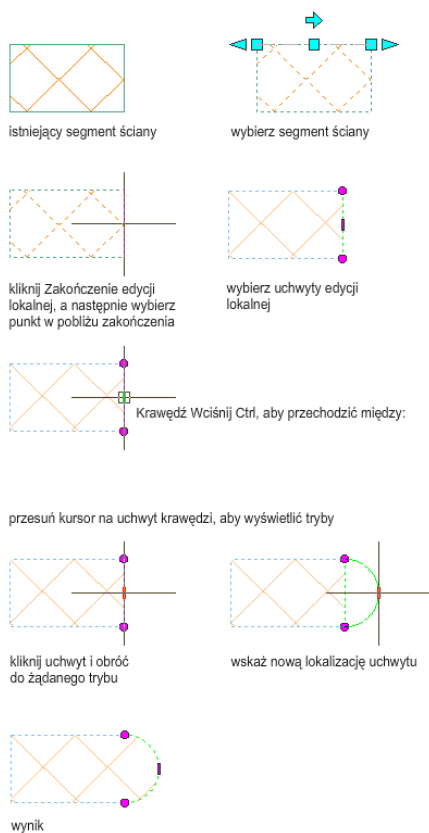 istniejący segment ściany
wybierz segment ściany
kliknij Zakończenie edycji
lokalnej, a następnie wybierz
punkt w pobliżu zakończenia
wybierz uchwyty edycji
lokalnej
Krawędź Wciśnij Ctrl, aby przechodzić między:
przesuń kursor na uchwyt krawędzi, aby wyświetlić tryby
kliknij uchwyt i obróć
do żądanego trybu
wskaż nową lokalizację uchwytu
wynik